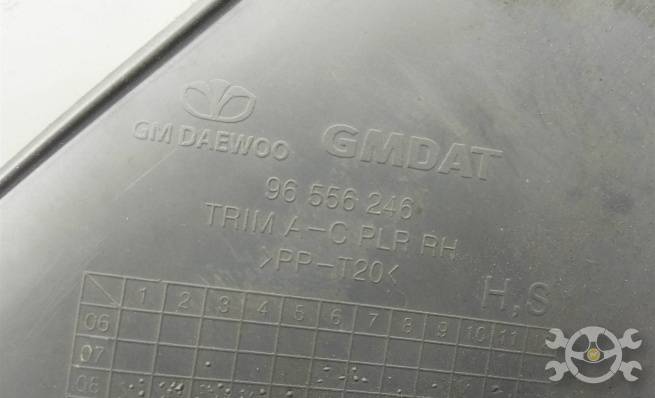 GM DAEWOO GMDAT
96 556 246
TRIM A-C PLR RH
>PP-T20<
H,S
1 2 3 4 5 6 7 8 9 10 11
06
07
08